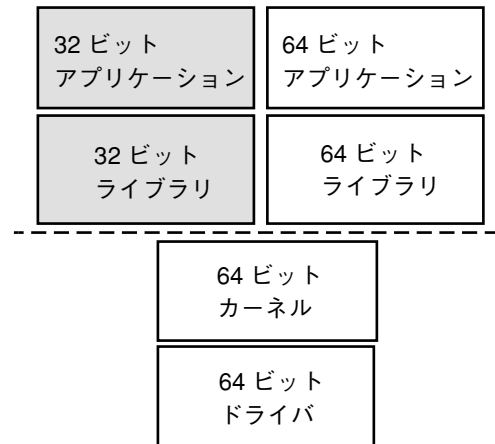 32 ビット
アプリケーション
64 ビット
アプリケーション
32 ビット
ライブラリ
64 ビット
ライブラリ
64 ビット
カーネル
64 ビット
ドライバ